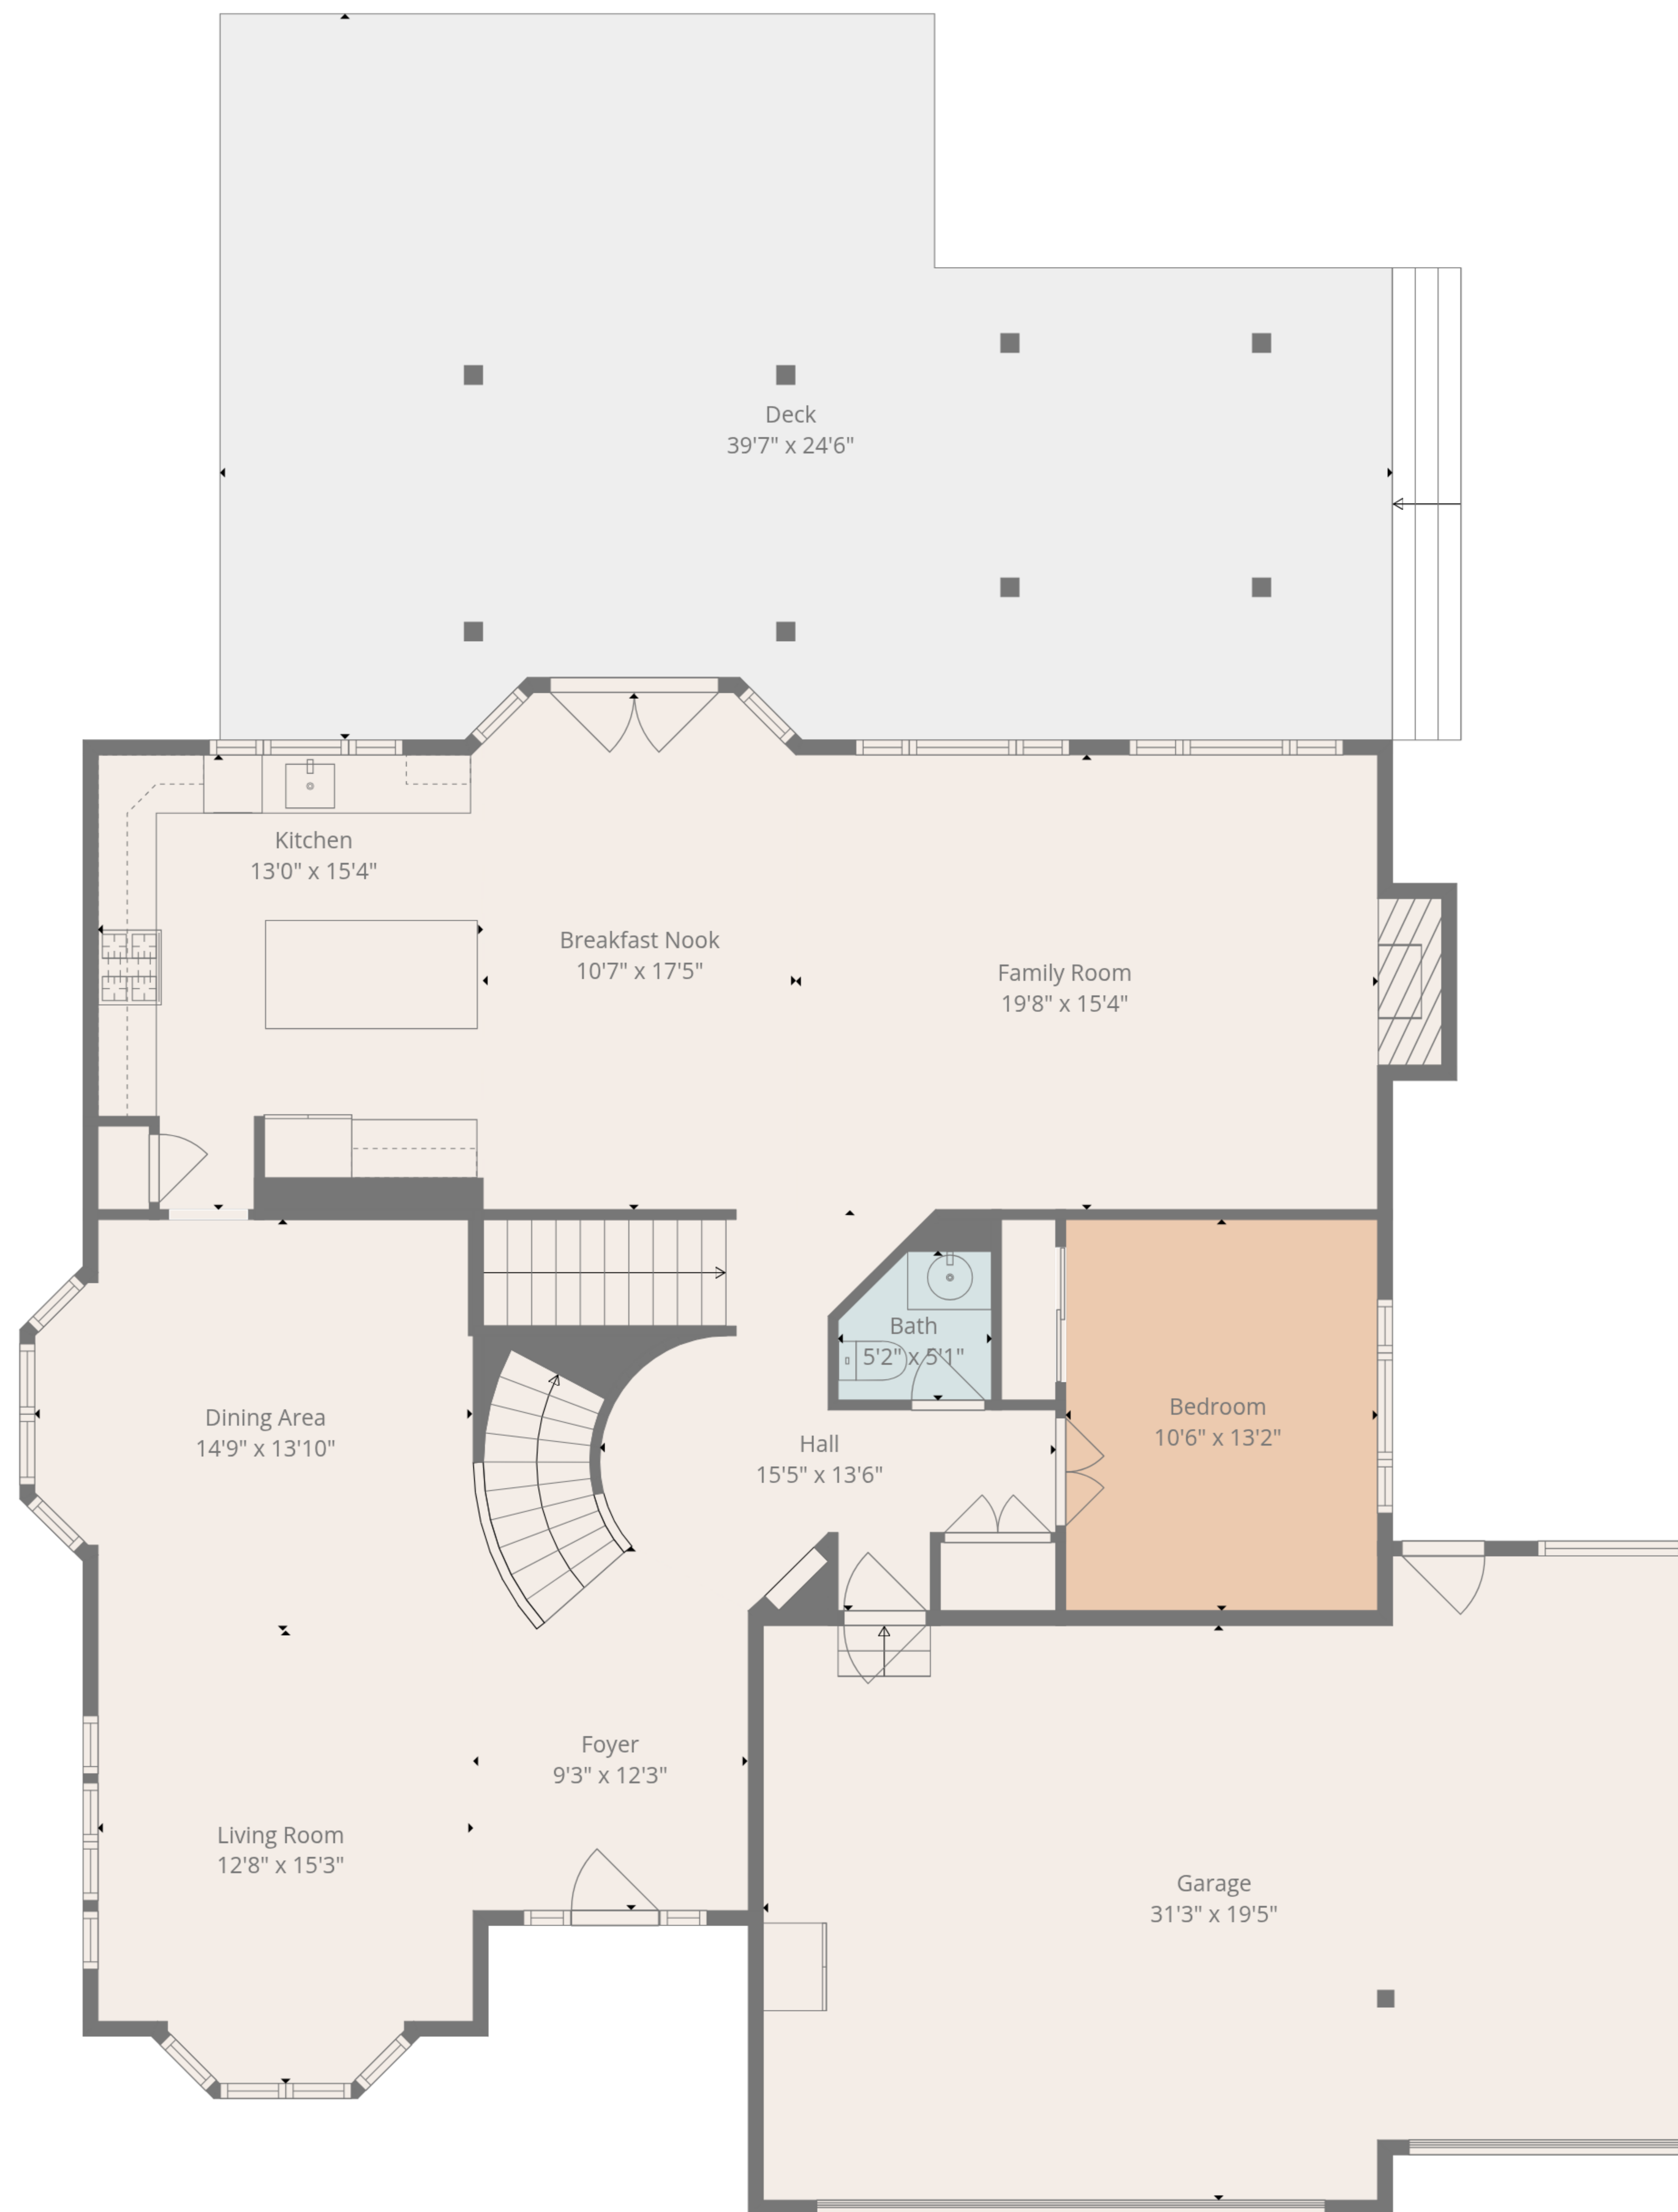 Deck
39'7" x 24'6"
Kitchen
13'0" x 15'4"
Breakfast Nook
10'7" x 17'5"
Family Room
19'8" x 15'4"
Bath
5'2" x 5'1"
Dining Area
14'9" x 13'10"
Hall
15'5" x 13'6"
Bedroom
10'6" x 13'2"
Foyer
9'3" x 12'3"
Living Room
12'8" x 15'3"
Garage
31'3" x 19'5"